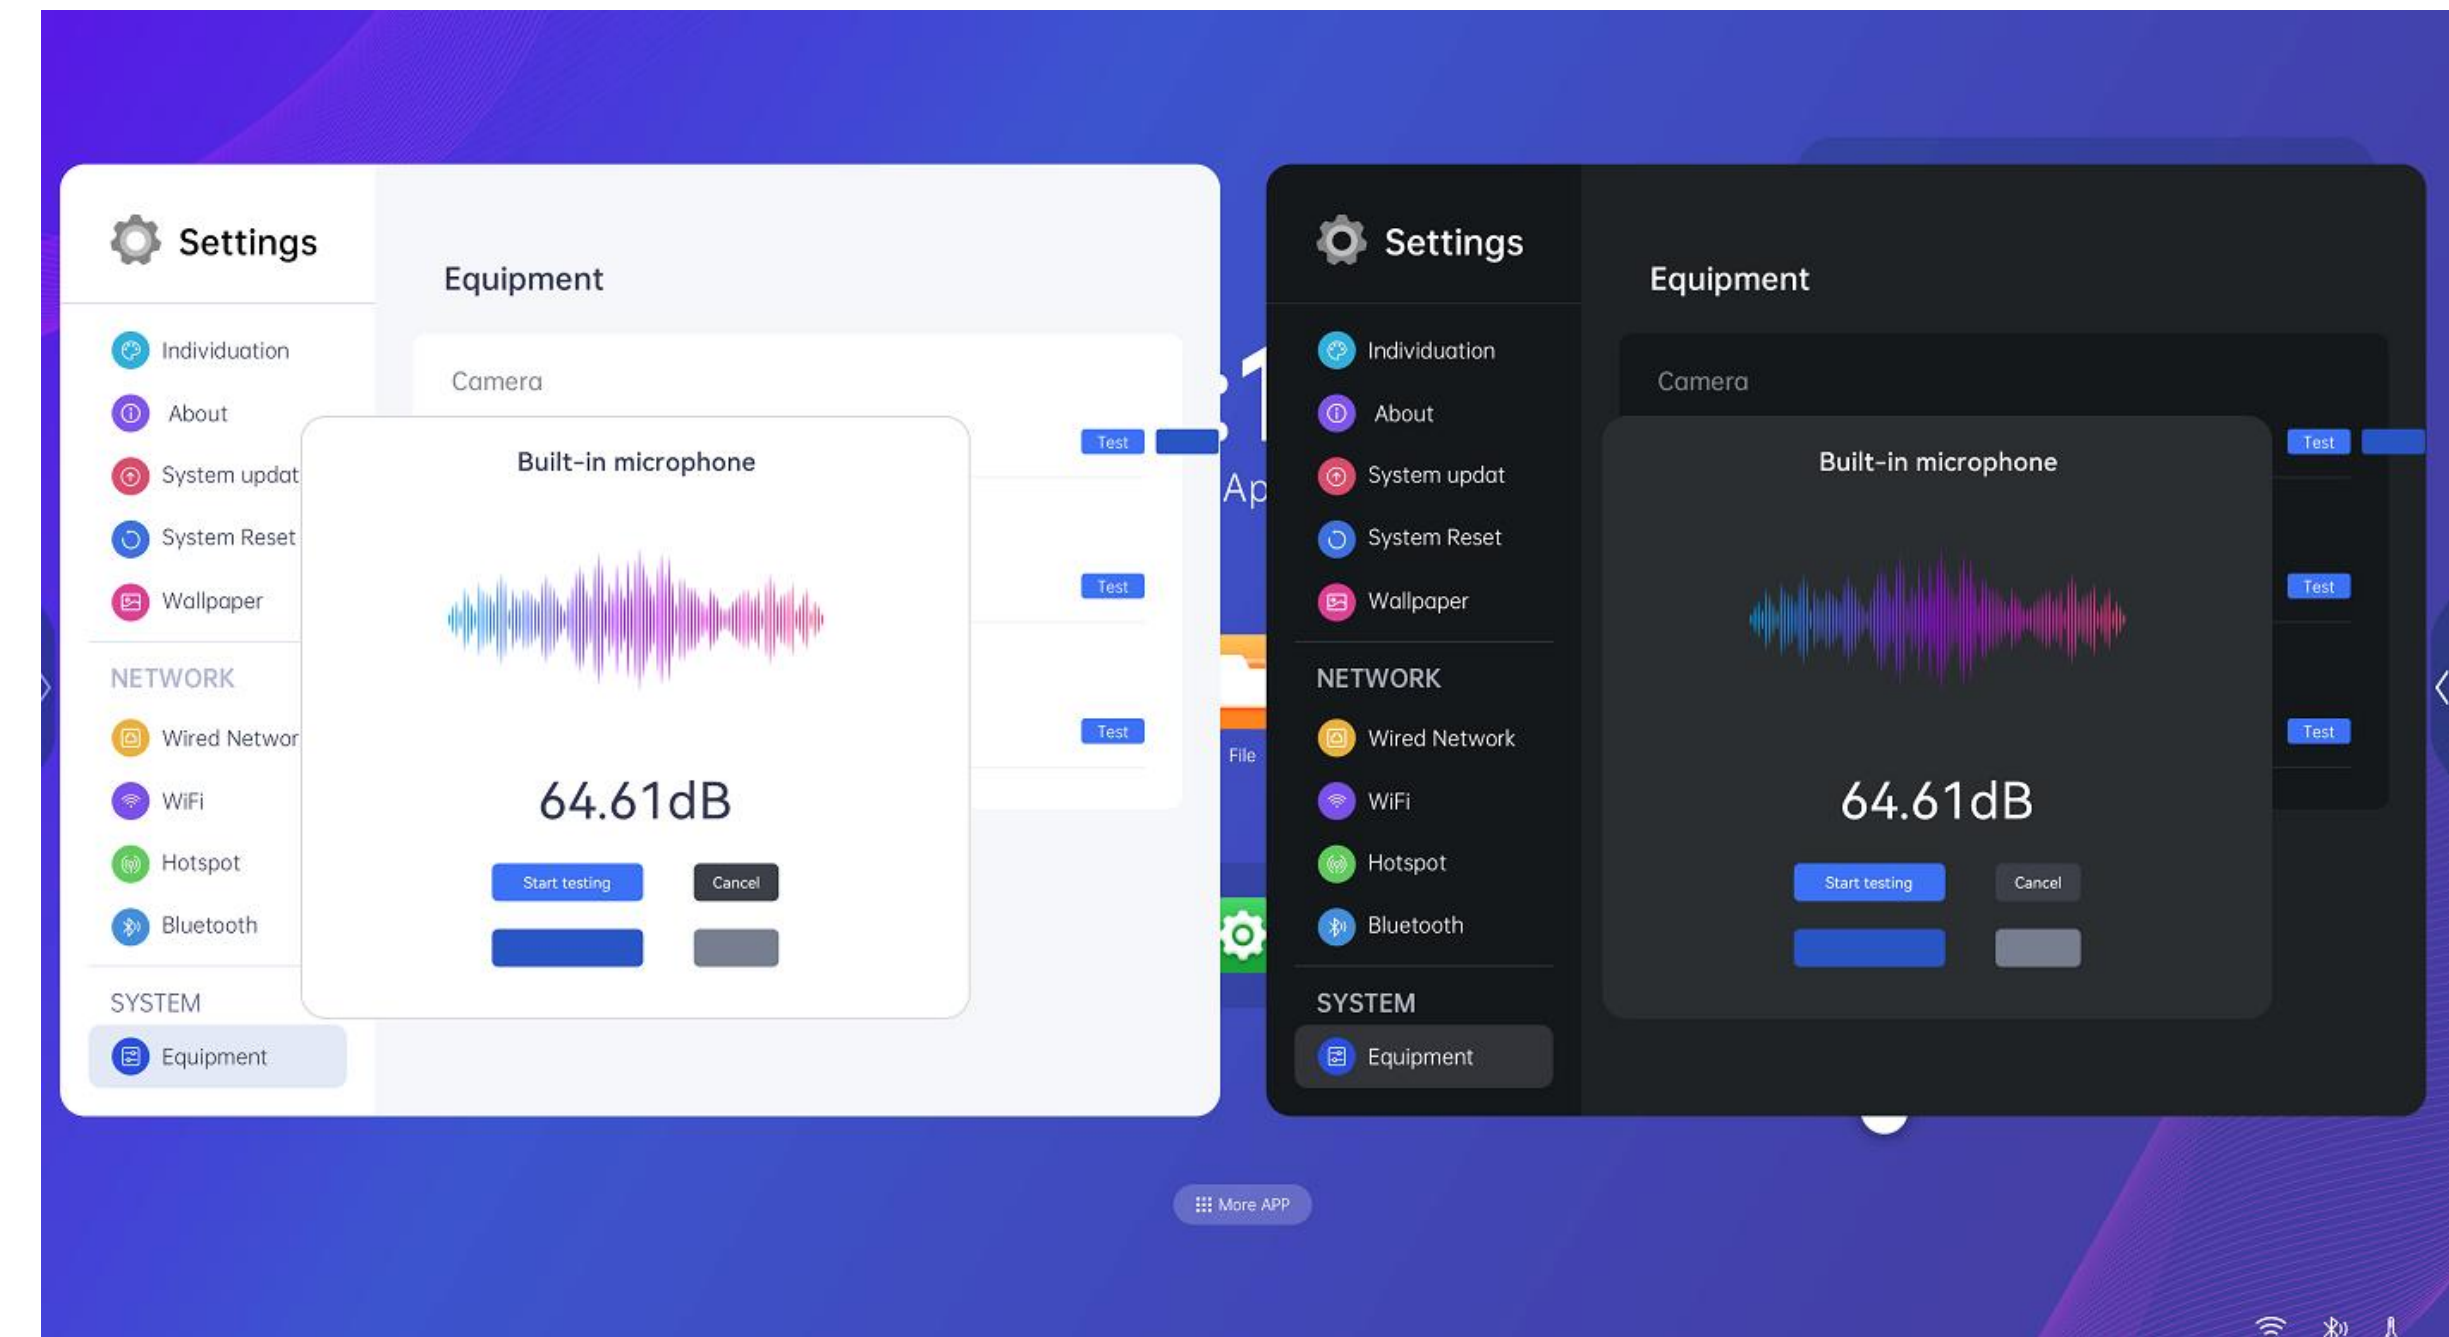 Settings
Equipment
Individuation
Camera
About
Test
Built-in microphone
System updat
System Reset
Test
Wallpaper
NETWORK
Wired Networ
Test
WiFi
64.61dB
Hotspot
Start testing
Cancel
Bluetooth
SYSTEM
Equipment
:1
Ap
File
Settings
Equipment
Individuation
Camera
About
Test
Built-in microphone
System updat
System Reset
Test
Wallpaper
NETWORK
Wired Network
Test
WiFi
64.61dB
Hotspot
Start testing
Cancel
Bluetooth
SYSTEM
Equipment
More APP